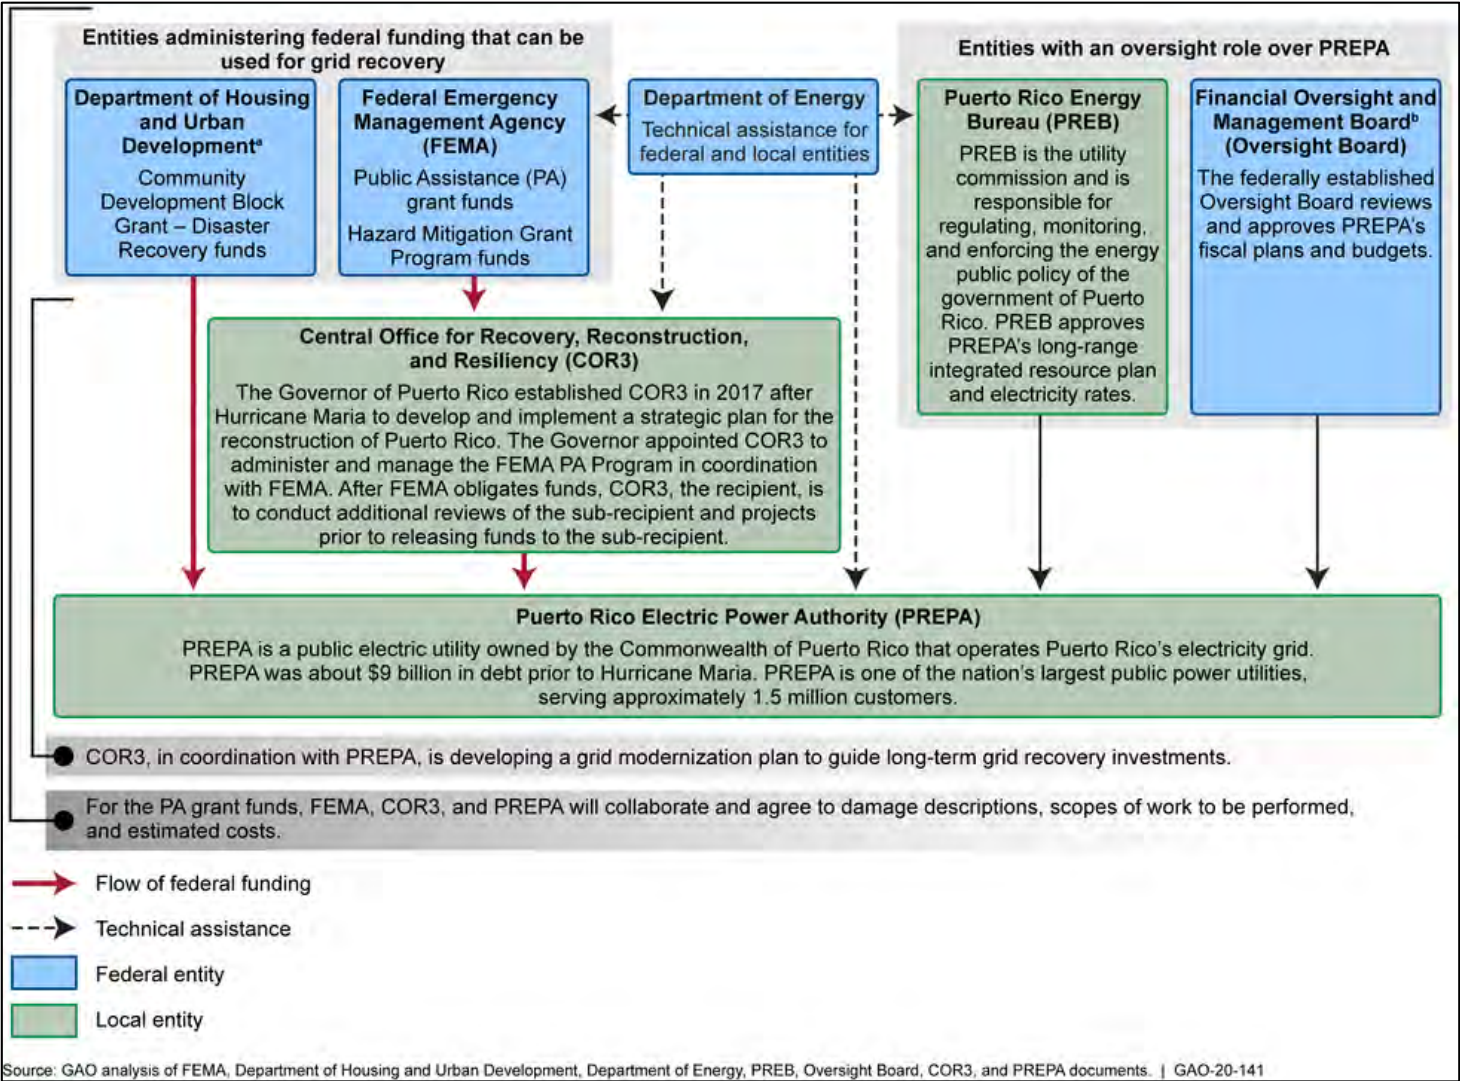 Entities administering federal funding that can be
used for grid recovery
Department of Housing
and Urban
Developmentᵃ
Community
Development Block
Grant – Disaster
Recovery funds
Federal Emergency
Management Agency
(FEMA)
Public Assistance (PA)
grant funds
Hazard Mitigation Grant
Program funds
Department of Energy
Technical assistance for
federal and local entities
Entities with an oversight role over PREPA
Puerto Rico Energy
Bureau (PREB)
PREB is the utility
commission and is
responsible for
regulating, monitoring,
and enforcing the energy
public policy of the
government of Puerto
Rico. PREB approves
PREPA's long-range
integrated resource plan
and electricity rates.
Financial Oversight and
Management Boardᵇ
(Oversight Board)
The federally established
Oversight Board reviews
and approves PREPA's
fiscal plans and budgets.
Central Office for Recovery, Reconstruction,
and Resiliency (COR3)
The Governor of Puerto Rico established COR3 in 2017 after
Hurricane Maria to develop and implement a strategic plan for the
reconstruction of Puerto Rico. The Governor appointed COR3 to
administer and manage the FEMA PA Program in coordination
with FEMA. After FEMA obligates funds, COR3, the recipient, is
to conduct additional reviews of the sub-recipient and projects
prior to releasing funds to the sub-recipient.
Puerto Rico Electric Power Authority (PREPA)
PREPA is a public electric utility owned by the Commonwealth of Puerto Rico that operates Puerto Rico's electricity grid.
PREPA was about $9 billion in debt prior to Hurricane Maria. PREPA is one of the nation's largest public power utilities,
serving approximately 1.5 million customers.
COR3, in coordination with PREPA, is developing a grid modernization plan to guide long-term grid recovery investments.
For the PA grant funds, FEMA, COR3, and PREPA will collaborate and agree to damage descriptions, scopes of work to be performed,
and estimated costs.
Flow of federal funding
Technical assistance
Federal entity
Local entity
Source: GAO analysis of FEMA, Department of Housing and Urban Development, Department of Energy, PREB, Oversight Board, COR3, and PREPA documents. | GAO-20-141